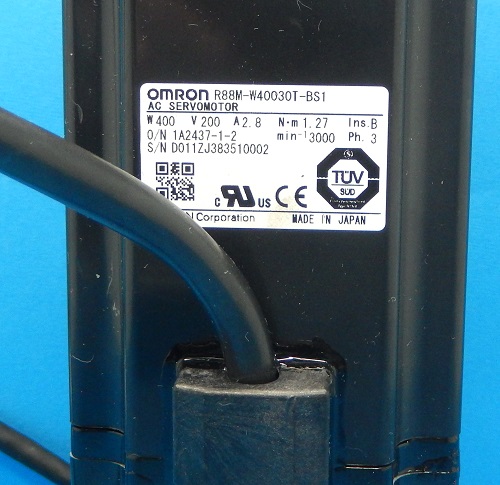 OMRON R88M-W40030T-BS1
AC SERVOMOTOR
W 400 V 200 A 2.8 N·m 1.27 Ins. B
O/N 1A2437-1-2 min⁻¹ 3000 Ph. 3
S/N D011ZJ383510002
TÜV
SÜD
c RU US CE
Corporation MADE IN JAPAN